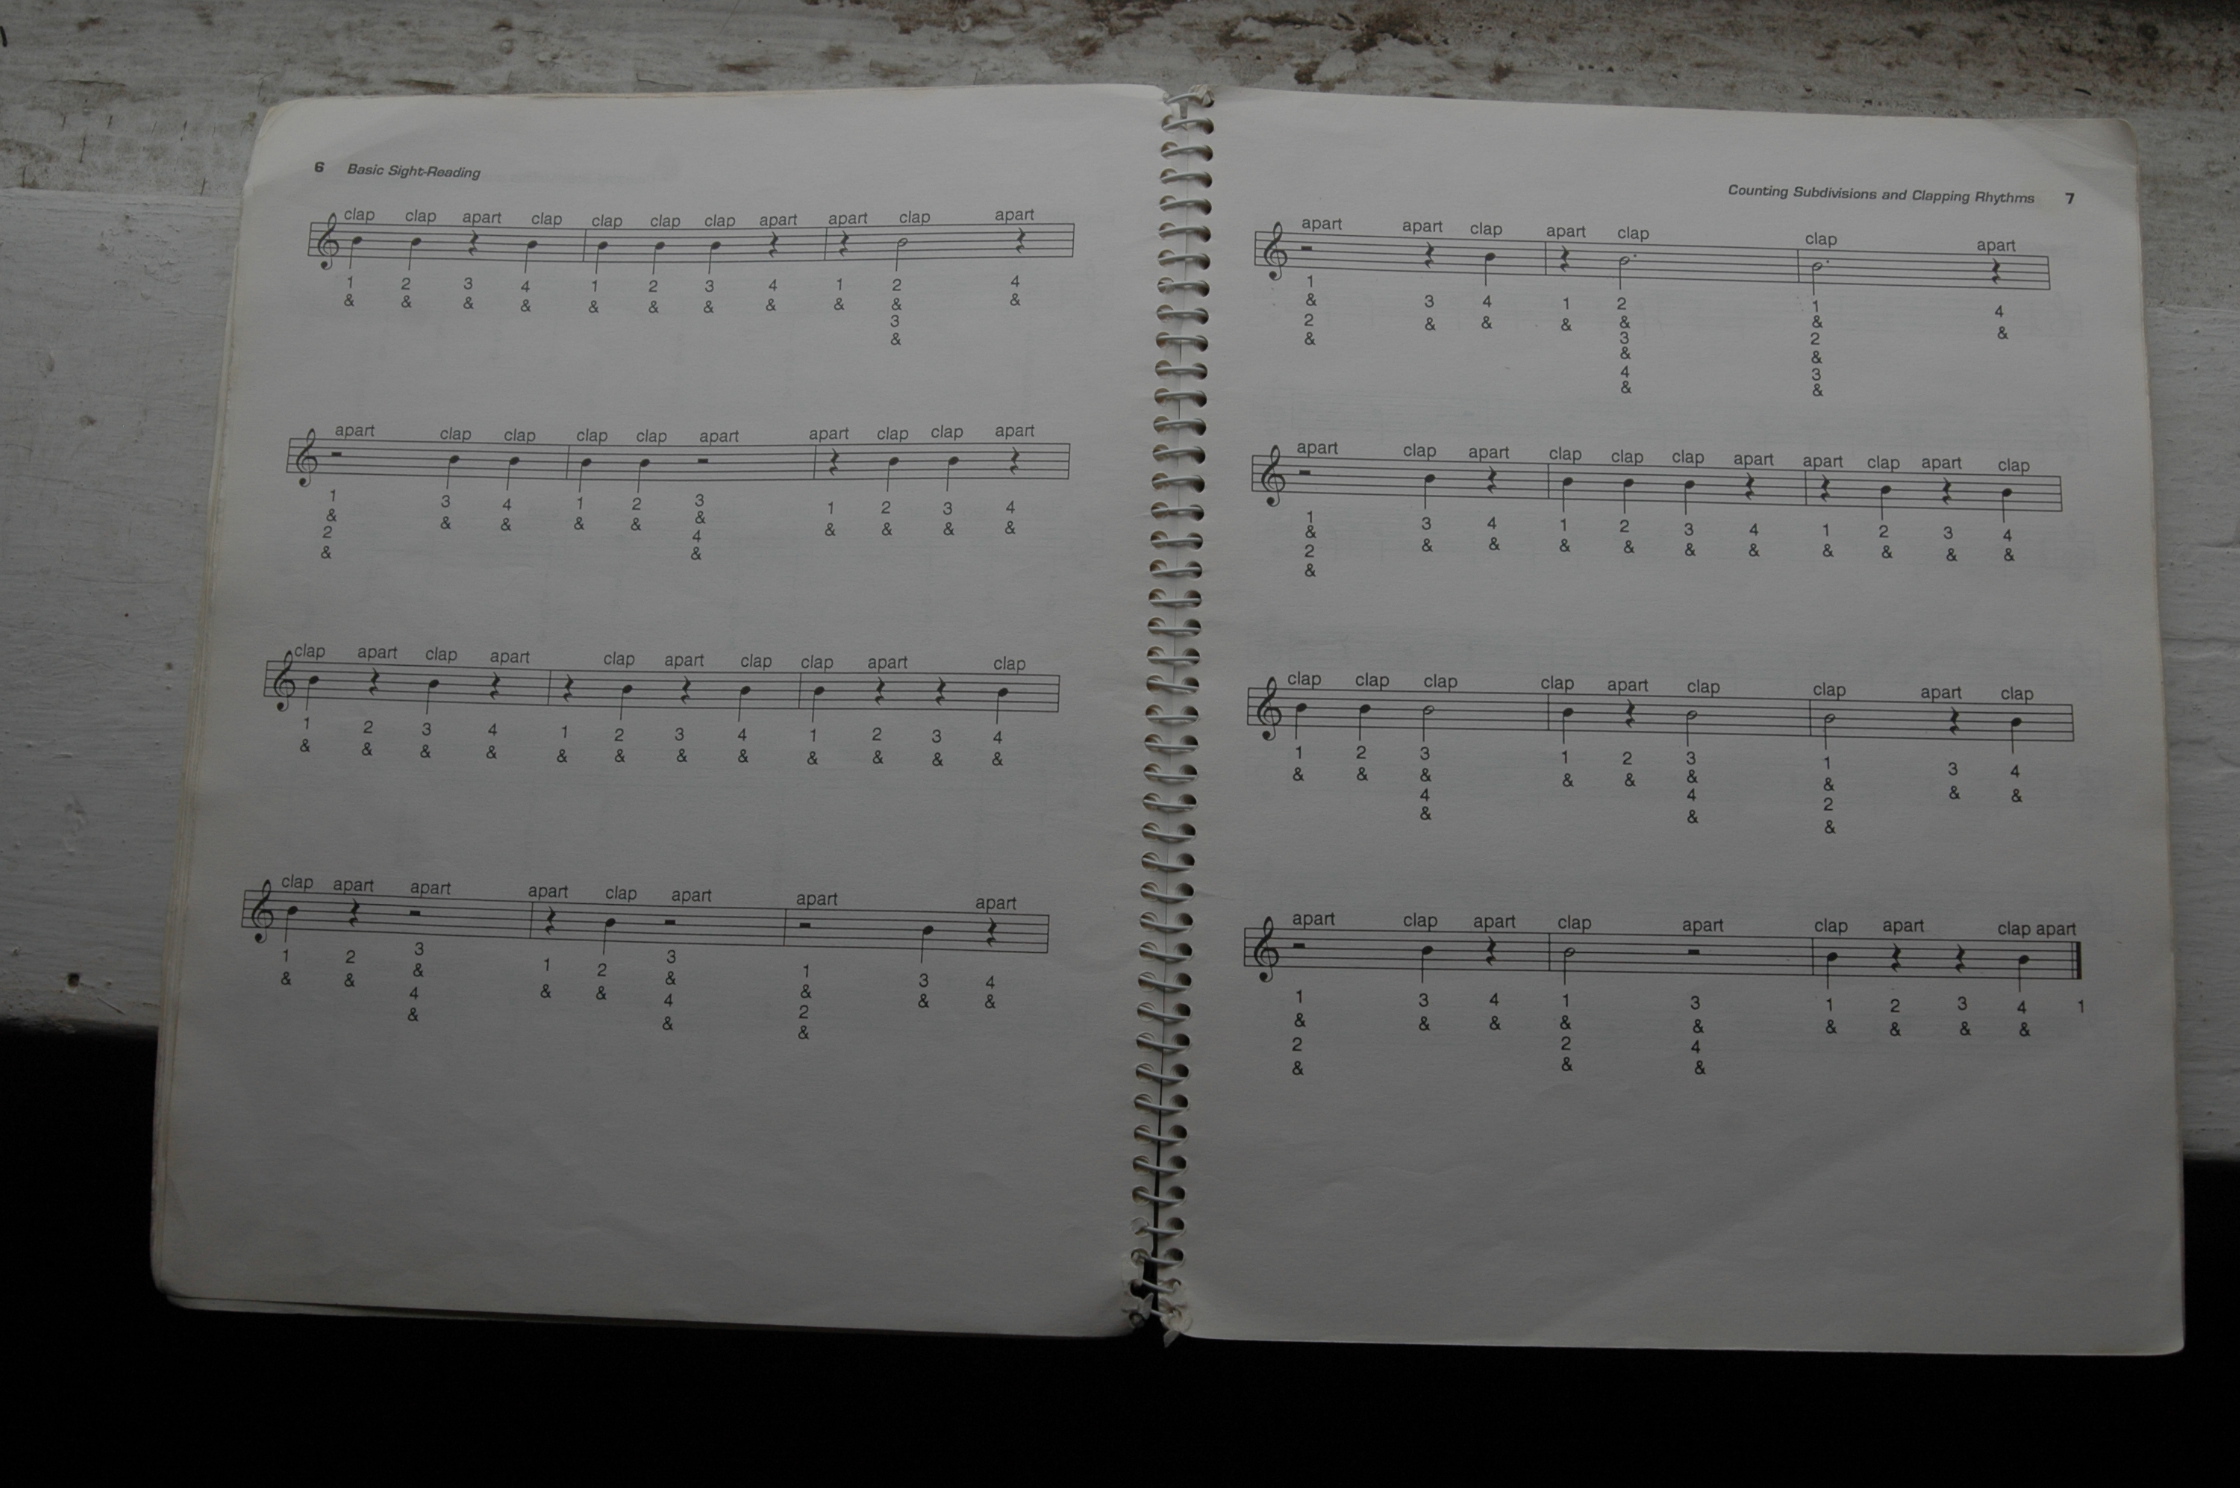 6 Basic Sight-Reading
clap clap apart clap clap clap clap apart apart clap apart
1 2 3 4 1 2 3 4 1 2 4
& & & & & & & & & & &
3
&
apart clap clap clap clap apart apart clap clap apart
1 3 4 1 2 3 1 2 3 4
& & & & & & & & & &
2 4
& &
clap apart clap apart clap apart clap clap apart clap
1 2 3 4 1 2 3 4 1 2 3 4
& & & & & & & & & & & &
clap apart apart apart clap apart apart apart
1 2 3 1 2 3 1 3 4
& & & & & & & & &
4 4 2
& & &
Counting Subdivisions and Clapping Rhythms 7
apart apart clap apart clap clap apart
1 3 4 1 2 1 4
& & & & & & &
2 3 2
& & &
4 3
& &
apart clap apart clap clap clap apart apart clap apart clap
1 3 4 1 2 3 4 1 2 3 4
& & & & & & & & & & &
2
&
clap clap clap clap apart clap clap apart clap
1 2 3 1 2 3 1 3 4
& & & & & & & & &
4 4 2
& & &
apart clap apart clap apart clap apart clap apart
1 3 4 1 3 1 2 3 4 1
& & & & & & & & &
2 2 4
& & &